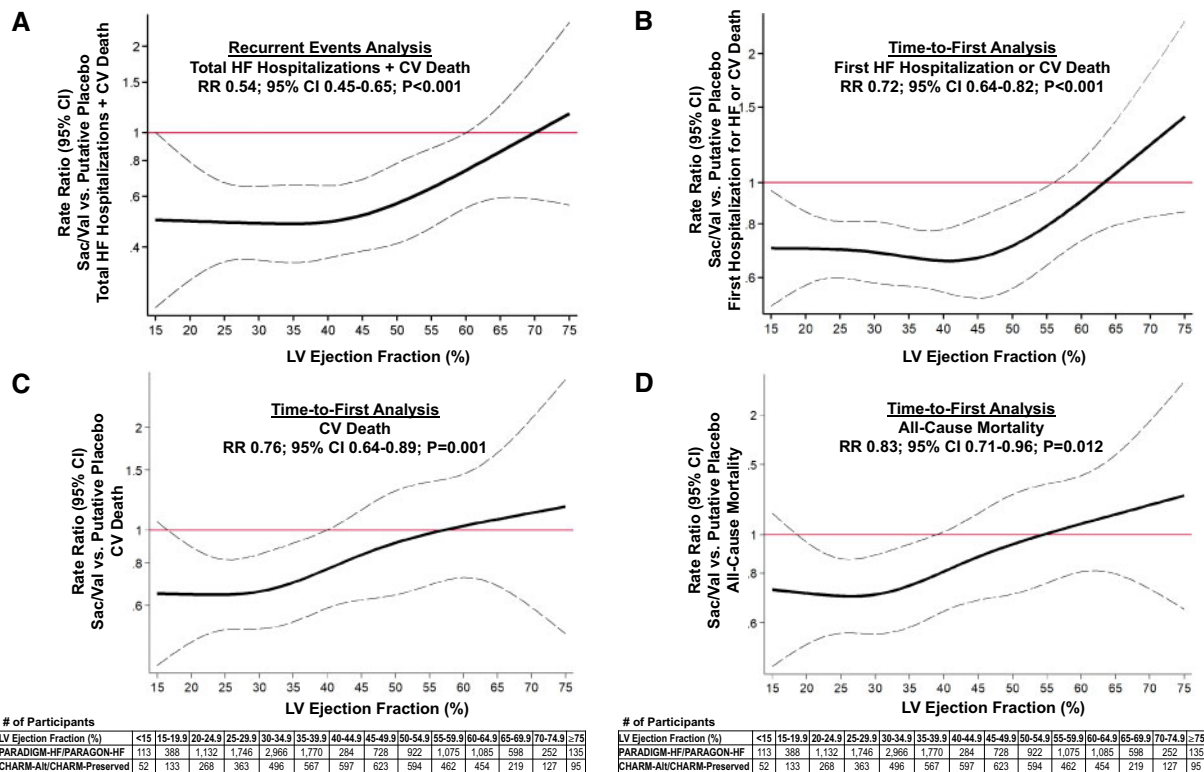 A
Rate Ratio (95% CI)
Sac/Val vs. Putative Placebo
Total HF Hospitalizations + CV Death
Recurrent Events Analysis
Total HF Hospitalizations + CV Death
RR 0.54; 95% CI 0.45-0.65; P<0.001
2
1.5
1
.8
.6
.4
15 20 25 30 35 40 45 50 55 60 65 70 75
LV Ejection Fraction (%)
B
Rate Ratio (95% CI)
Sac/Val vs. Putative Placebo
First Hospitalization for HF or CV Death
Time-to-First Analysis
First HF Hospitalization or CV Death
RR 0.72; 95% CI 0.64-0.82; P<0.001
2
1.5
1
0.8
.6
15 20 25 30 35 40 45 50 55 60 65 70 75
LV Ejection Fraction (%)
C
Rate Ratio (95% CI)
Sac/Val vs. Putative Placebo
CV Death
Time-to-First Analysis
CV Death
RR 0.76; 95% CI 0.64-0.89; P=0.001
2
1.5
1
.8
.6
15 20 25 30 35 40 45 50 55 60 65 70 75
LV Ejection Fraction (%)
D
Rate Ratio (95% CI)
Sac/Val vs. Putative Placebo
All-Cause Mortality
Time-to-First Analysis
All-Cause Mortality
RR 0.83; 95% CI 0.71-0.96; P=0.012
2
.5
1
0.8
.6
15 20 25 30 35 40 45 50 55 60 65 70 75
LV Ejection Fraction (%)
# of Participants
LV Ejection Fraction (%) <15 15-19.9 20-24.9 25-29.9 30-34.9 35-39.9 40-44.9 45-49.9 50-54.9 55-59.9 60-64.9 65-69.9 70-74.9 ≥75
PARADIGM-HF/PARAGON-HF 113 388 1,132 1,746 2,966 1,770 284 728 922 1,075 1,085 598 252 135
CHARM-Alt/CHARM-Preserved 52 133 268 363 496 567 597 623 594 462 454 219 127 95
# of Participants
LV Ejection Fraction (%) <15 15-19.9 20-24.9 25-29.9 30-34.9 35-39.9 40-44.9 45-49.9 50-54.9 55-59.9 60-64.9 65-69.9 70-74.9 ≥75
PARADIGM-HF/PARAGON-HF 113 388 1,132 1,746 2,966 1,770 284 728 922 1,075 1,085 598 252 135
CHARM-Alt/CHARM-Preserved 52 133 268 363 496 567 597 623 594 462 454 219 127 95